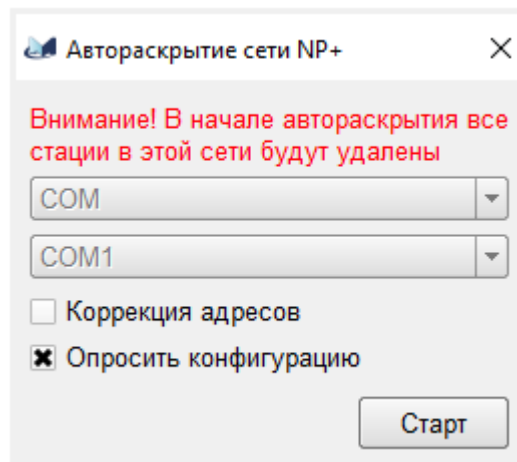 Автораскрытие сети NP+
Внимание! В начале автораскрытия все
стации в этой сети будут удалены
COM
COM1
Коррекция адресов
Опросить конфигурацию
Старт